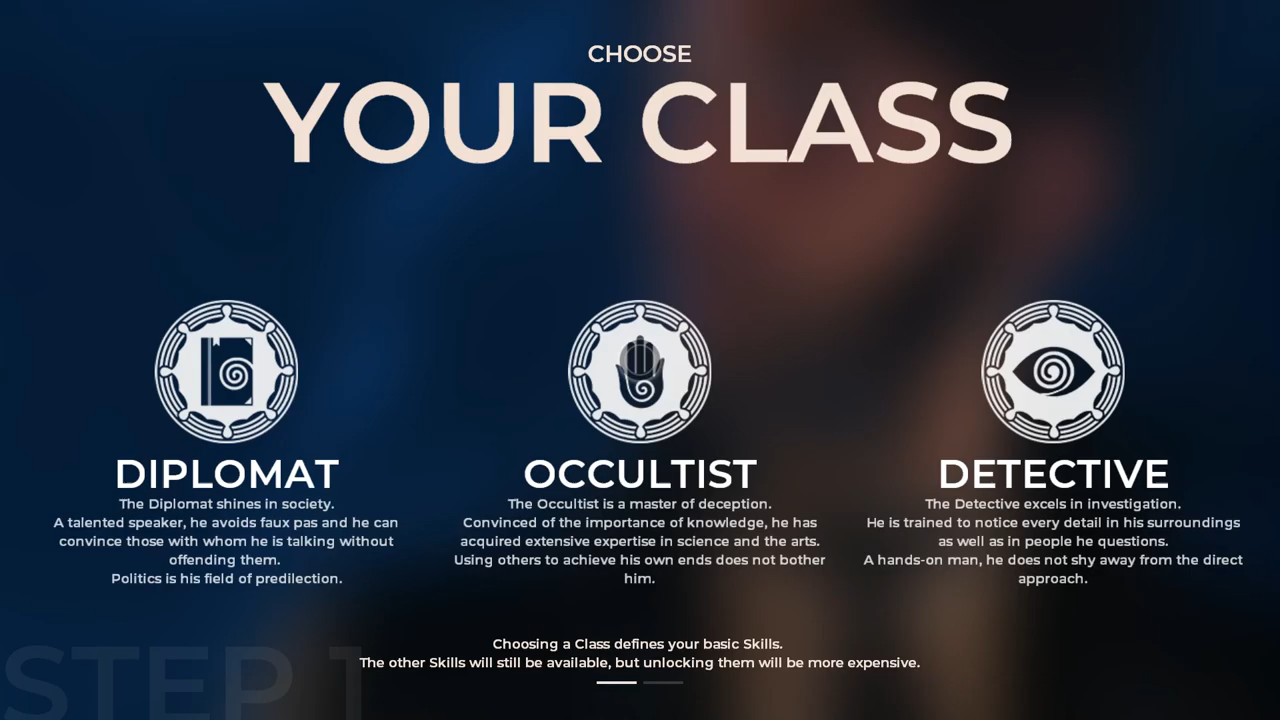 CHOOSE
YOUR CLASS
DIPLOMAT
The Diplomat shines in society.
A talented speaker, he avoids faux pas and he can
convince those with whom he is talking without
offending them.
Politics is his field of predilection.
OCCULTIST
The Occultist is a master of deception.
Convinced of the importance of knowledge, he has
acquired extensive expertise in science and the arts.
Using others to achieve his own ends does not bother
him.
DETECTIVE
The Detective excels in investigation.
He is trained to notice every detail in his surroundings
as well as in people he questions.
A hands-on man, he does not shy away from the direct
approach.
Choosing a Class defines your basic Skills.
The other Skills will still be available, but unlocking them will be more expensive.
STEP 1